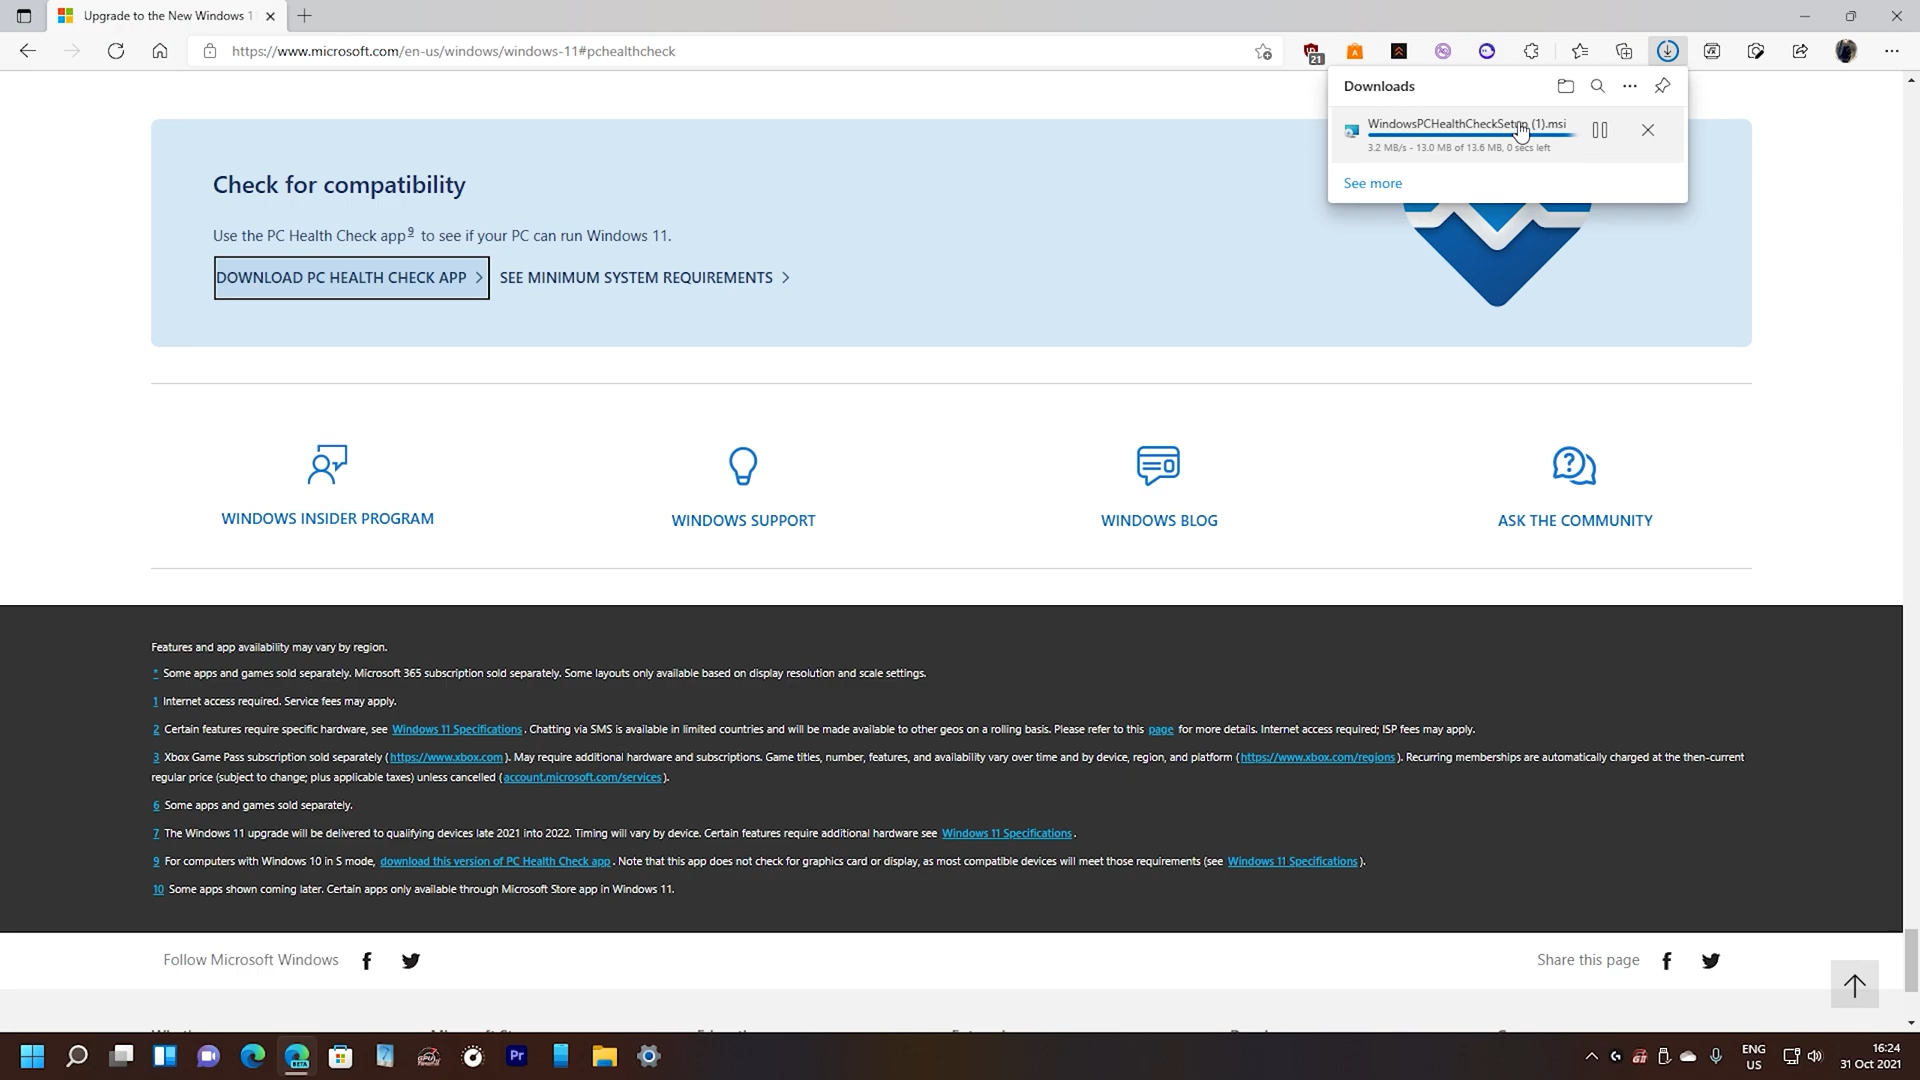 Upgrade to the New Windows 1
https://www.microsoft.com/en-us/windows/windows-11#pchealthcheck
21
Downloads
WindowsPCHealthCheckSetup (1).msi
3.2 MB/s - 13.0 MB of 13.6 MB, 0 secs left
See more
Check for compatibility
Use the PC Health Check app9 to see if your PC can run Windows 11.
DOWNLOAD PC HEALTH CHECK APP > SEE MINIMUM SYSTEM REQUIREMENTS >
WINDOWS INSIDER PROGRAM
WINDOWS SUPPORT
WINDOWS BLOG
ASK THE COMMUNITY
Features and app availability may vary by region.
* Some apps and games sold separately. Microsoft 365 subscription sold separately. Some layouts only available based on display resolution and scale settings.
1 Internet access required. Service fees may apply.
2 Certain features require specific hardware, see Windows 11 Specifications. Chatting via SMS is available in limited countries and will be made available to other geos on a rolling basis. Please refer to this page for more details. Internet access required; ISP fees may apply.
3 Xbox Game Pass subscription sold separately (https://www.xbox.com). May require additional hardware and subscriptions. Game titles, number, features, and availability vary over time and by device, region, and platform (https://www.xbox.com/regions). Recurring memberships are automatically charged at the then-current
regular price (subject to change; plus applicable taxes) unless cancelled (account.microsoft.com/services).
6 Some apps and games sold separately.
7 The Windows 11 upgrade will be delivered to qualifying devices late 2021 into 2022. Timing will vary by device. Certain features require additional hardware see Windows 11 Specifications.
9 For computers with Windows 10 in S mode, download this version of PC Health Check app. Note that this app does not check for graphics card or display, as most compatible devices will meet those requirements (see Windows 11 Specifications).
10 Some apps shown coming later. Certain apps only available through Microsoft Store app in Windows 11.
Follow Microsoft Windows
Share this page
BETA
Pr
ENG
US
16:24
31 Oct 2021